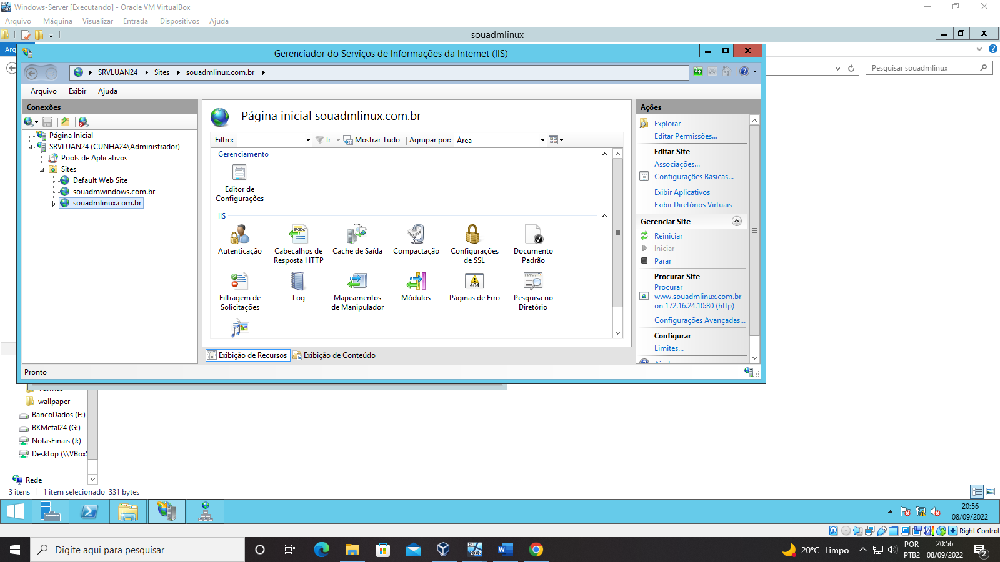 Windows-Server [Executando] - Oracle VM VirtualBox
Arquivo Máquina Visualizar Entrada Dispositivos Ajuda
souadmlinux
Arq
Gerenciador do Serviços de Informações da Internet (IIS)
SRVLUAN24 Sites souadmlinux.com.br
Pesquisar souadmlinux
Arquivo Exibir Ajuda
Conexões
Página Inicial
SRVLUAN24 (CUNHA24\Administrador)
Pools de Aplicativos
Sites
Default Web Site
souadmwindows.com.br
souadmlinux.com.br
Página inicial souadmlinux.com.br
Filtro: Ir Mostrar Tudo Agrupar por: Área
Gerenciamento
Editor de
Configurações
IIS
Autenticação
Cabeçalhos de
Resposta HTTP
Cache de Saída
Compactação
Configurações
de SSL
Documento
Padrão
Filtragem de
Solicitações
Log
Mapeamentos
de Manipulador
Módulos
404
Páginas de Erro
Pesquisa no
Diretório
Exibição de Recursos Exibição de Conteúdo
Ações
Explorar
Editar Permissões...
Editar Site
Associações...
Configurações Básicas...
Exibir Aplicativos
Exibir Diretórios Virtuais
Gerenciar Site
Reiniciar
Iniciar
Parar
Procurar Site
Procurar
www.souadmlinux.com.br
on 172.16.24.10:80 (http)
Configurações Avançadas...
Configurar
Limites...
Ajuda
Pronto
wallpaper
BancoDados (F:)
BKMetal24 (G:)
NotasFinais (J:)
Desktop (\\VBoxS
Rede
3 itens 1 item selecionado 331 bytes
20:56
08/09/2022
Right Control
Digite aqui para pesquisar
2012
20°C Limpo
POR
PTB2
20:56
08/09/2022
2